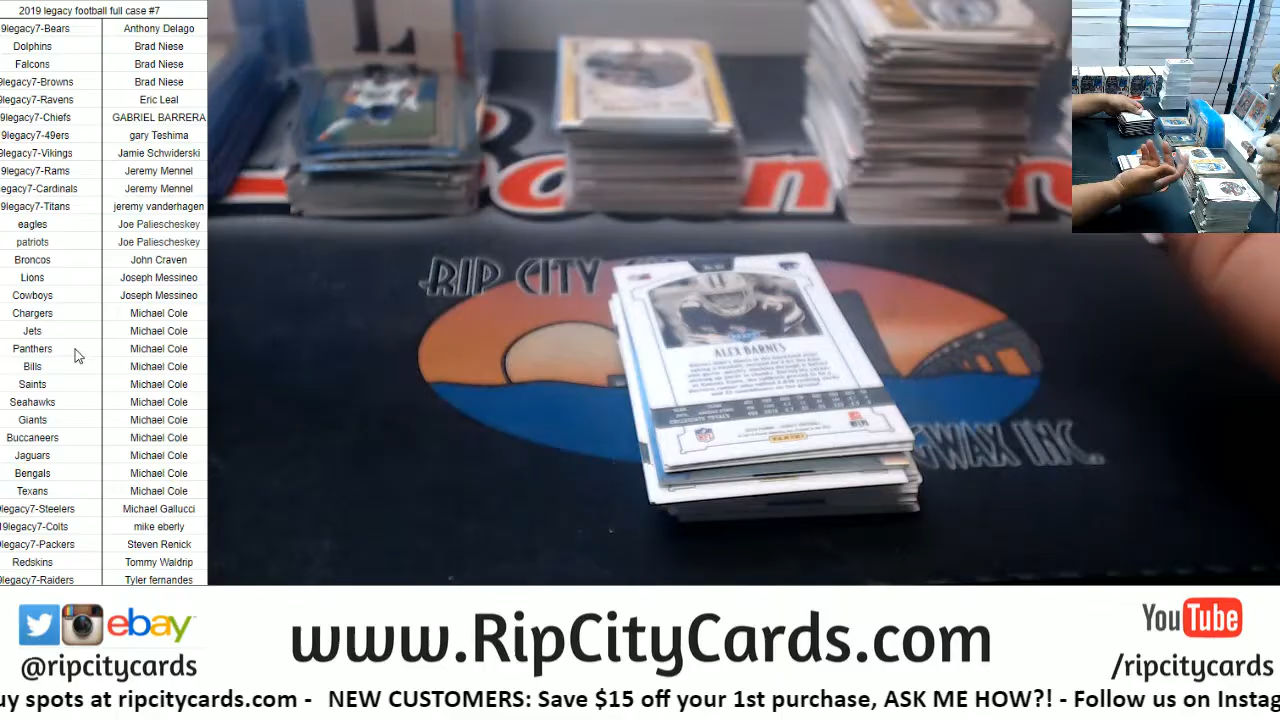 2019 legacy football full case #7
9legacy7-Bears Anthony Delago
Dolphins Brad Niese
Falcons Brad Niese
9legacy7-Browns Brad Niese
9legacy7-Ravens Eric Leal
9legacy7-Chiefs GABRIEL BARRERA
9legacy7-49ers gary Teshima
9legacy7-Vikings Jamie Schwiderski
9legacy7-Rams Jeremy Mennel
legacy7-Cardinals Jeremy Mennel
9legacy7-Titans jeremy vanderhagen
eagles Joe Paliescheskey
patriots Joe Paliescheskey
Broncos John Craven
Lions Joseph Messineo
Cowboys Joseph Messineo
Chargers Michael Cole
Jets Michael Cole
Panthers Michael Cole
Bills Michael Cole
Saints Michael Cole
Seahawks Michael Cole
Giants Michael Cole
Buccaneers Michael Cole
Jaguars Michael Cole
Bengals Michael Cole
Texans Michael Cole
9legacy7-Steelers Michael Gallucci
19legacy7-Colts mike eberly
9legacy7-Packers Steven Renick
Redskins Tommy Waldrip
9legacy7-Raiders Tyler fernandes
L
RIP CITY
ALEX BARNES
GWAX INC.
ebay
@ripcitycards
www.RipCityCards.com
YouTube
/ripcitycards
uy spots at ripcitycards.com - NEW CUSTOMERS: Save $15 off your 1st purchase, ASK ME HOW?! - Follow us on Instag